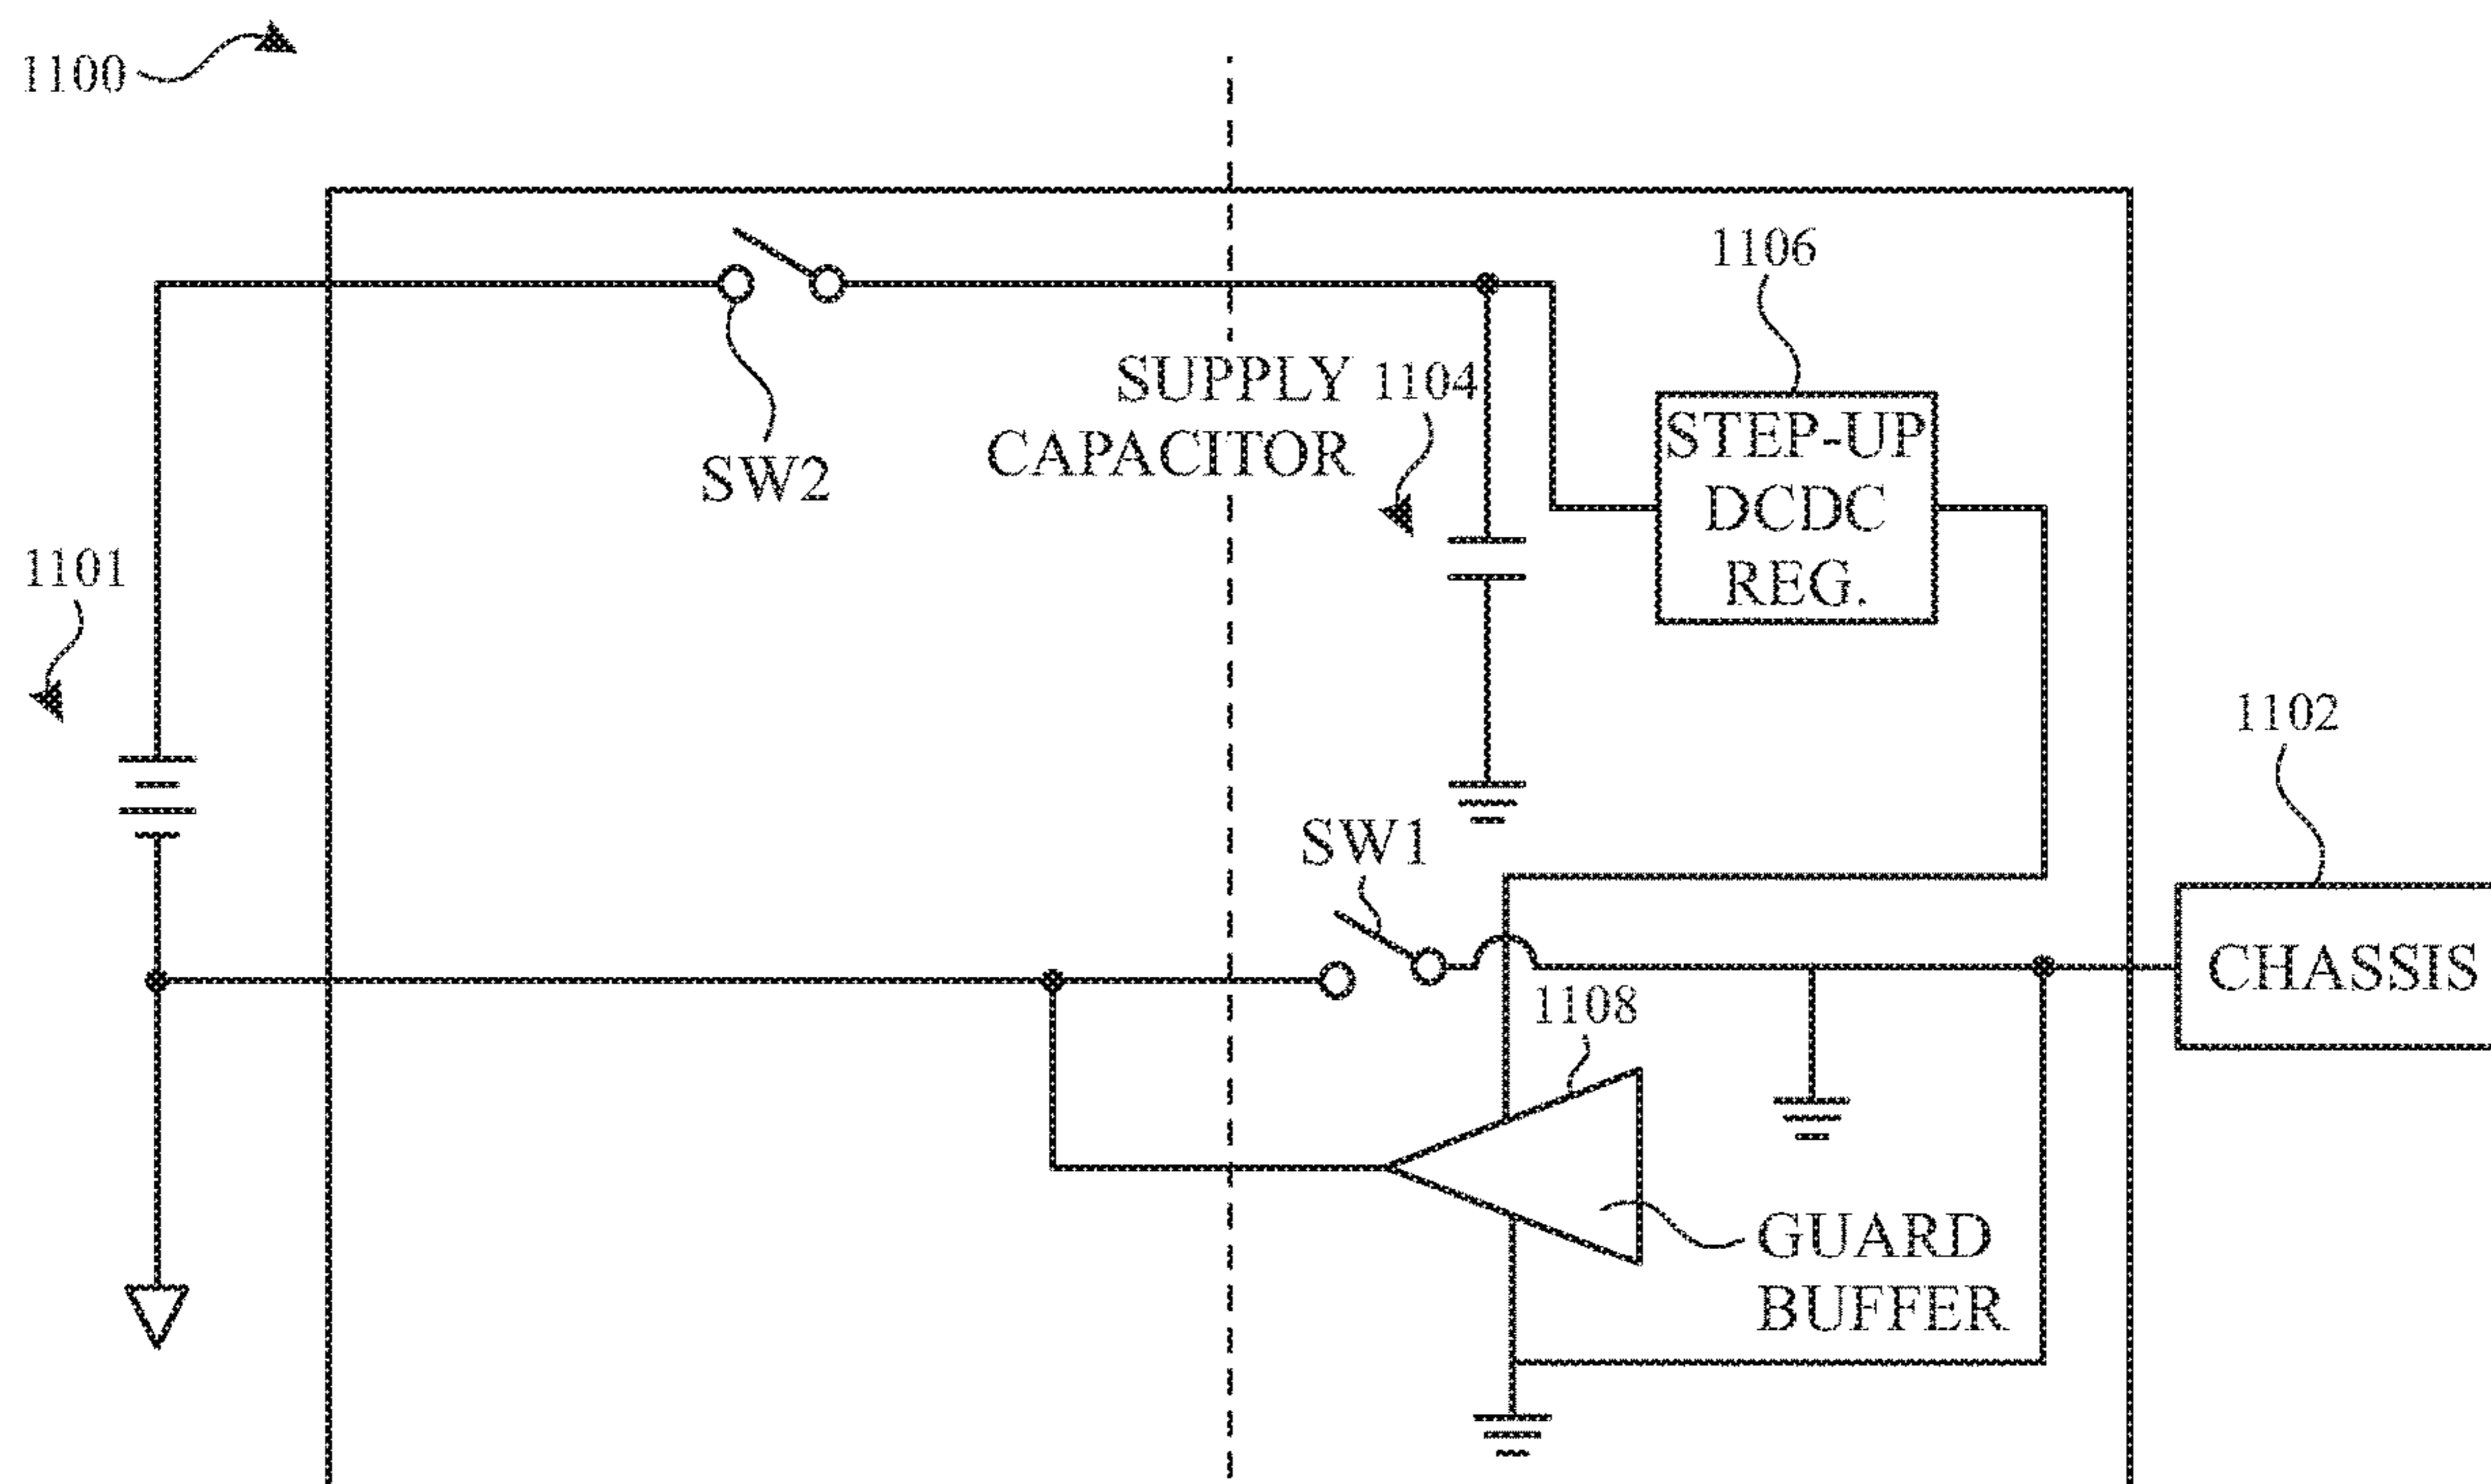 1100
1106
SUPPLY 1104
CAPACITOR
SW2
STEP-UP
DCDC
REG.
1101
1102
SW1
CHASSIS
1108
GUARD
BUFFER